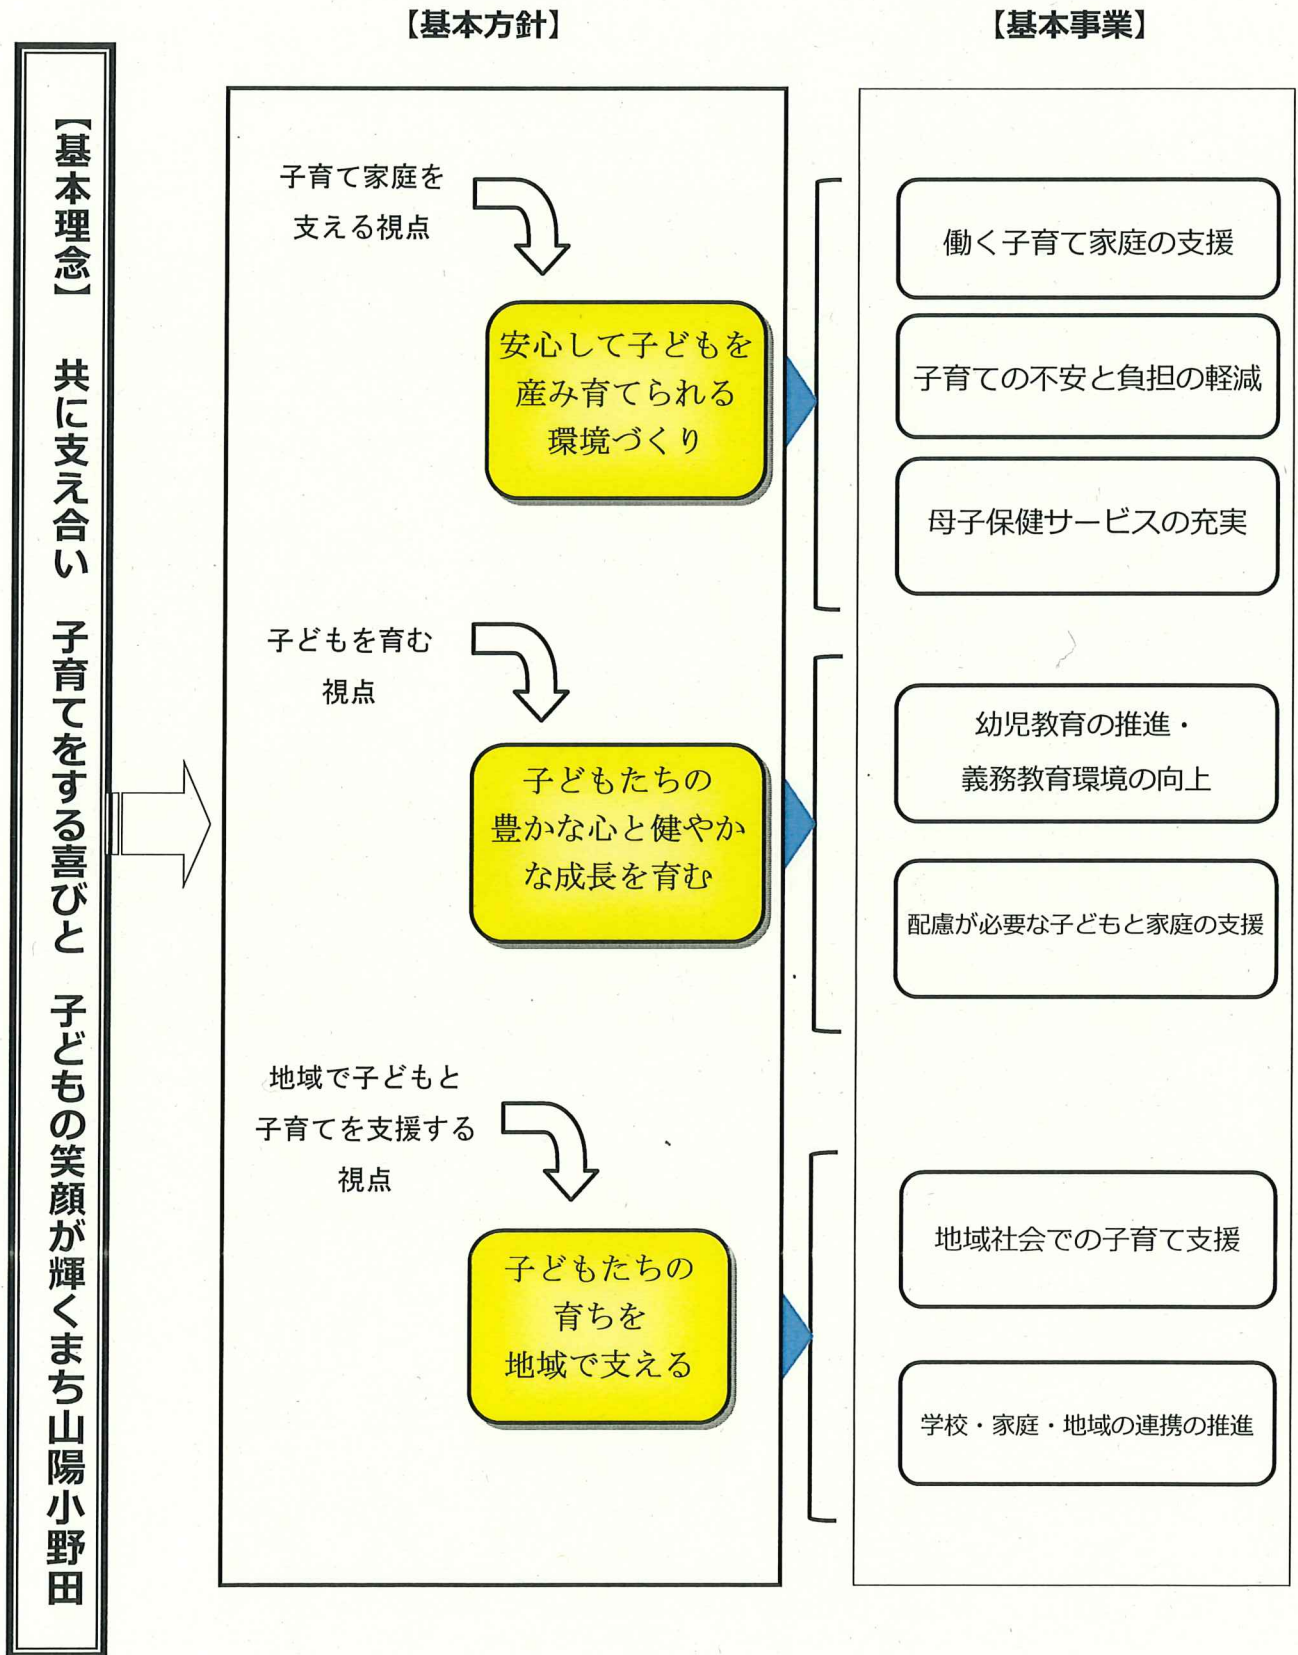 【基本方針】
【基本事業】
【基本理念】 共に支え合い 子育てをする喜びと 子どもの笑顔が輝くまち山陽小野田
子育て家庭を
支える視点
安心して子どもを
産み育てられる
環境づくり
働く子育て家庭の支援
子育ての不安と負担の軽減
母子保健サービスの充実
子どもを育む
視点
子どもたちの
豊かな心と健やか
な成長を育む
幼児教育の推進・
義務教育環境の向上
配慮が必要な子どもと家庭の支援
地域で子どもと
子育てを支援する
視点
子どもたちの
育ちを
地域で支える
地域社会での子育て支援
学校・家庭・地域の連携の推進